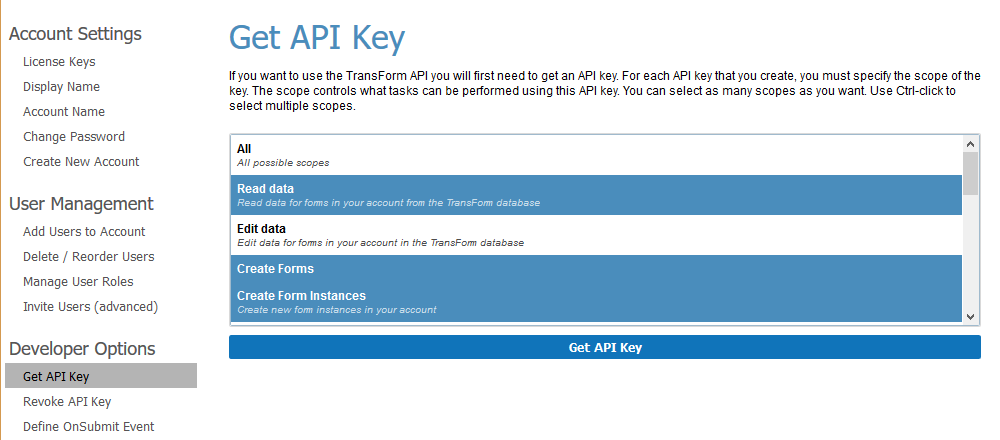 Account Settings
License Keys
Display Name
Account Name
Change Password
Create New Account
User Management
Add Users to Account
Delete / Reorder Users
Manage User Roles
Invite Users (advanced)
Developer Options
Get API Key
Revoke API Key
Define OnSubmit Event
Get API Key
If you want to use the TransForm API you will first need to get an API key. For each API key that you create, you must specify the scope of the
key. The scope controls what tasks can be performed using this API key. You can select as many scopes as you want. Use Ctrl-click to
select multiple scopes.
All
All possible scopes
Read data
Read data for forms in your account from the TransForm database
Edit data
Edit data for forms in your account in the TransForm database
Create Forms
Create Form Instances
Create new form instances in your account
Get API Key